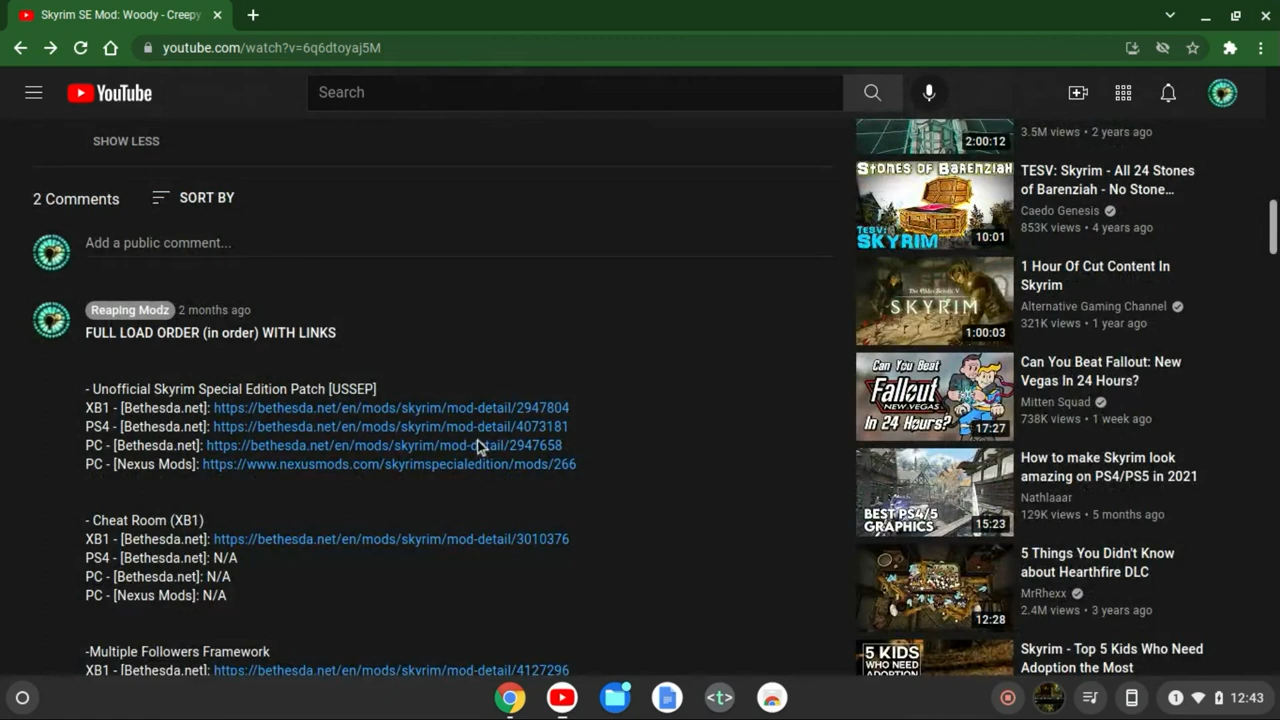 Skyrim SE Mod: Woody - Creepy
youtube.com/watch?v=6q6dtoyaj5M
YouTube
Search
SHOW LESS
2 Comments
SORT BY
Add a public comment...
Reaping Modz 2 months ago
FULL LOAD ORDER (in order) WITH LINKS
- Unofficial Skyrim Special Edition Patch [USSEP]
XB1 - [Bethesda.net]: https://bethesda.net/en/mods/skyrim/mod-detail/2947804
PS4 - [Bethesda.net]: https://bethesda.net/en/mods/skyrim/mod-detail/4073181
PC - [Bethesda.net]: https://bethesda.net/en/mods/skyrim/mod-detail/2947658
PC - [Nexus Mods]: https://www.nexusmods.com/skyrimspecialedition/mods/266
- Cheat Room (XB1)
XB1 - [Bethesda.net]: https://bethesda.net/en/mods/skyrim/mod-detail/3010376
PS4 - [Bethesda.net]: N/A
PC - [Bethesda.net]: N/A
PC - [Nexus Mods]: N/A
-Multiple Followers Framework
XB1 - [Bethesda.net]: https://bethesda.net/en/mods/skyrim/mod-detail/4127296
2:00:12
3.5M views • 2 years ago
STONES OF BARENZIAH
TESV:
SKYRIM
10:01
TESV: Skyrim - All 24 Stones
of Barenziah - No Stone...
Caedo Genesis
853K views • 4 years ago
SKYRIM
1:00:03
1 Hour Of Cut Content In
Skyrim
Alternative Gaming Channel
321K views • 1 year ago
Can You Beat
Fallout
NEW VEGAS
In 24 Hours?
17:27
Can You Beat Fallout: New
Vegas In 24 Hours?
Mitten Squad
738K views • 1 week ago
BEST PS4/5
GRAPHICS
15:23
How to make Skyrim look
amazing on PS4/PS5 in 2021
Nathlaaar
129K views • 5 months ago
12:28
5 Things You Didn't Know
about Hearthfire DLC
MrRhexx
2.4M views • 3 years ago
5 KIDS
WHO NEED
ADOPTION
Skyrim - Top 5 Kids Who Need
Adoption the Most
<t>
1
12:43